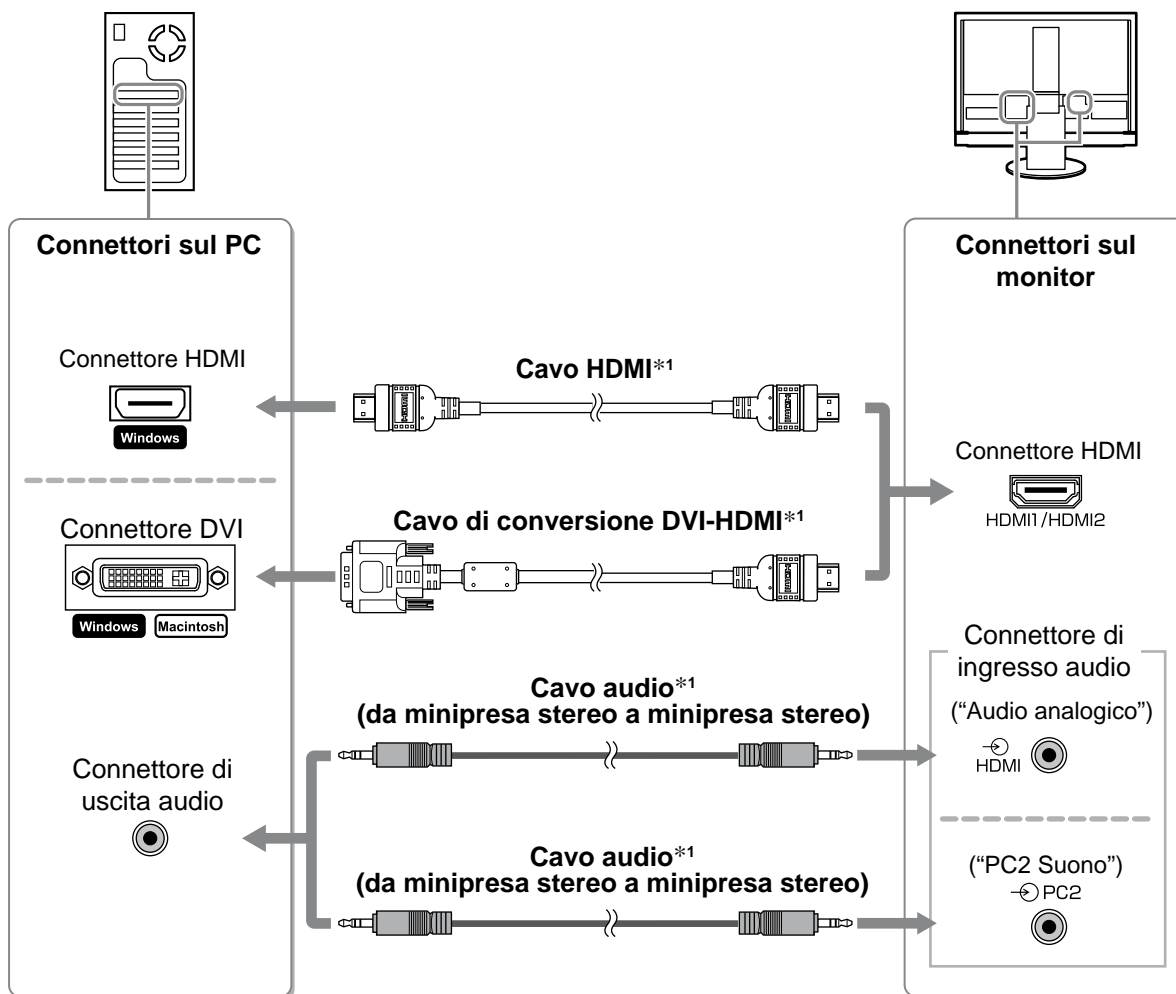 Connettori sul PC
Connettori sul
monitor
Connettore HDMI
Windows
Cavo HDMI*1
Connettore HDMI
HDMI1/HDMI2
Connettore DVI
Windows
Macintosh
Cavo di conversione DVI-HDMI*1
Connettore di
uscita audio
Cavo audio*1
(da minipresa stereo a minipresa stereo)
Cavo audio*1
(da minipresa stereo a minipresa stereo)
Connettore di
ingresso audio
(“Audio analogico”)
HDMI
(“PC2 Suono”)
PC2